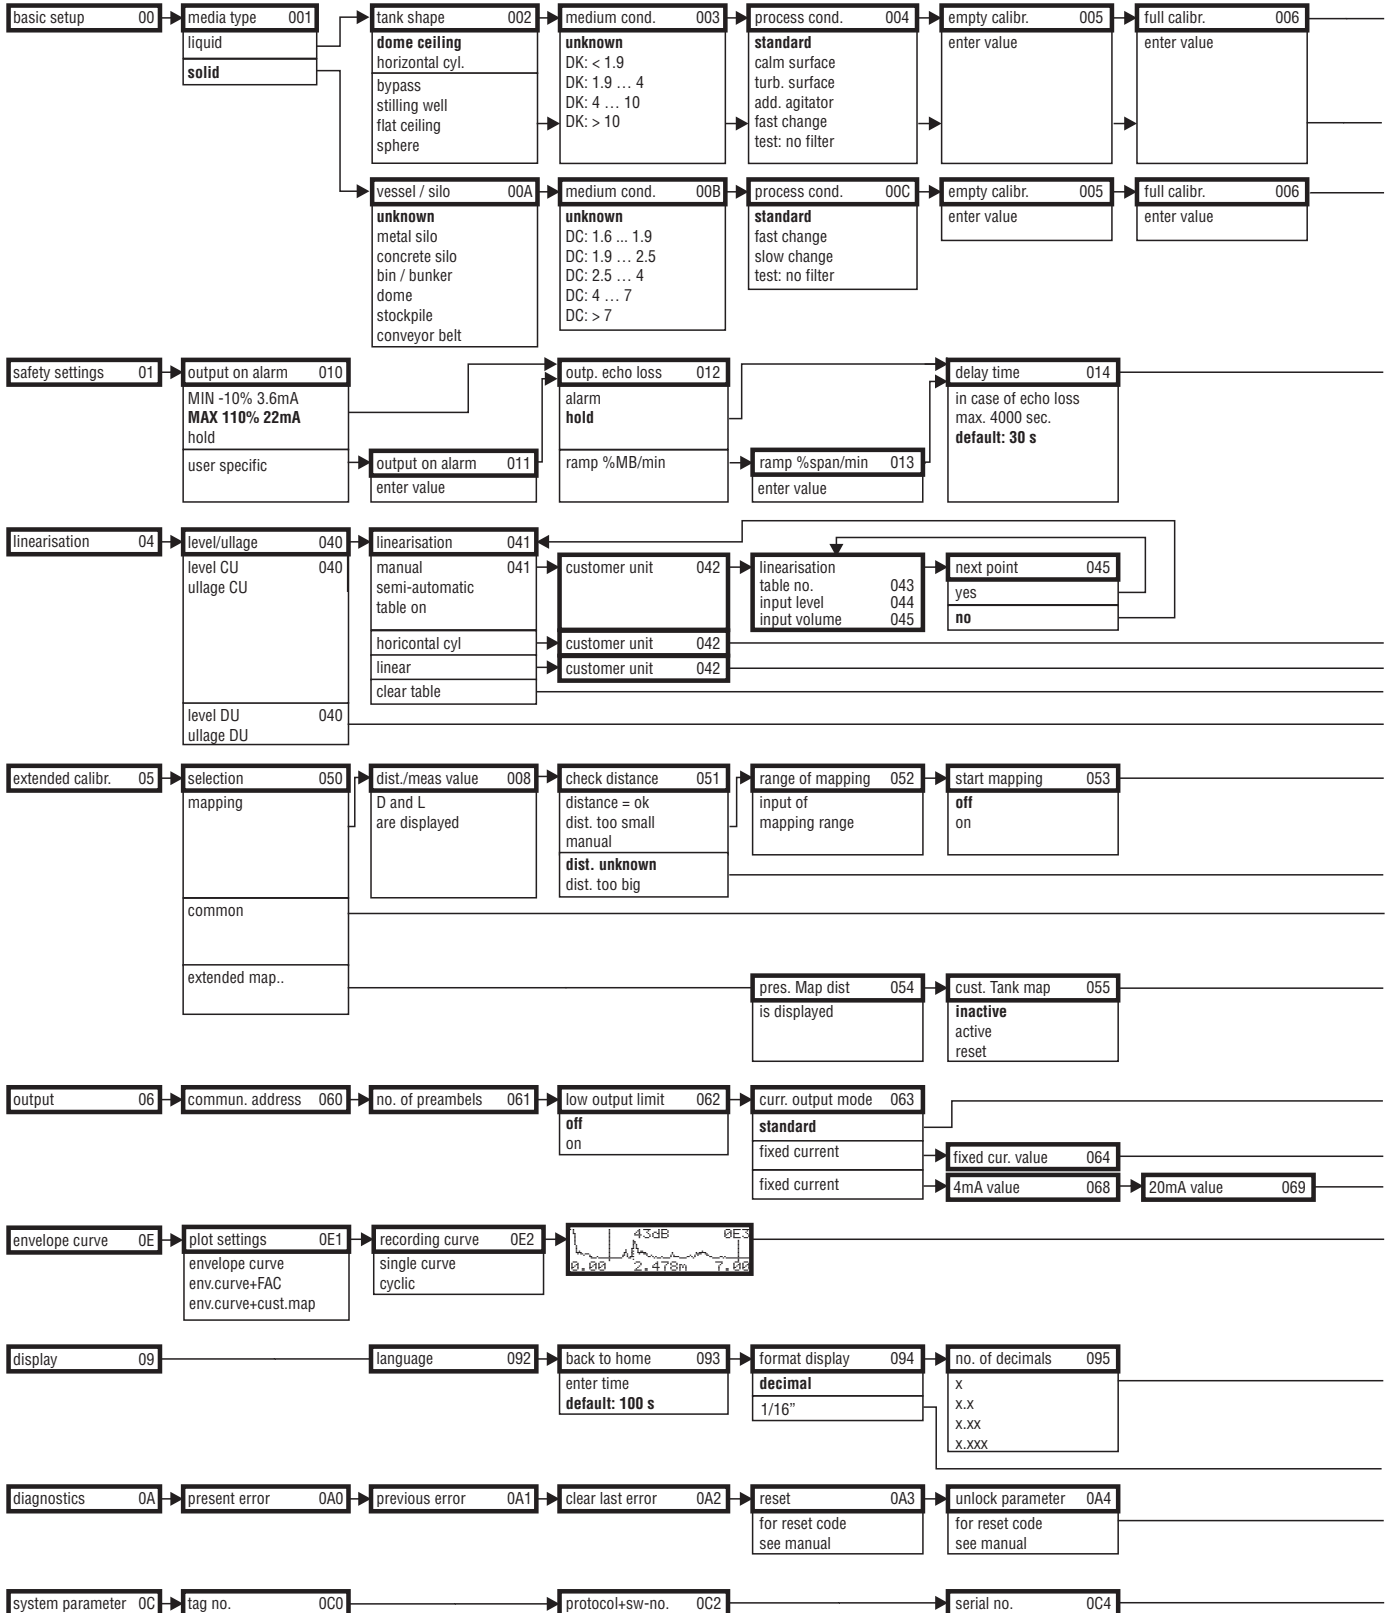 basic setup 00
media type 001
liquid
solid
tank shape 002
dome ceiling
horizontal cyl.
bypass
stilling well
flat ceiling
sphere
medium cond. 003
unknown
DK: < 1.9
DK: 1.9 … 4
DK: 4 … 10
DK: > 10
process cond. 004
standard
calm surface
turb. surface
add. agitator
fast change
test: no filter
empty calibr. 005
enter value
full calibr. 006
enter value
vessel / silo 00A
unknown
metal silo
concrete silo
bin / bunker
dome
stockpile
conveyor belt
medium cond. 00B
unknown
DC: 1.6 ... 1.9
DC: 1.9 … 2.5
DC: 2.5 … 4
DC: 4 … 7
DC: > 7
process cond. 00C
standard
fast change
slow change
test: no filter
empty calibr. 005
enter value
full calibr. 006
enter value
safety settings 01
output on alarm 010
MIN -10% 3.6mA
MAX 110% 22mA
hold
user specific
output on alarm 011
enter value
outp. echo loss 012
alarm
hold
ramp %MB/min
ramp %span/min 013
enter value
delay time 014
in case of echo loss
max. 4000 sec.
default: 30 s
linearisation 04
level/ullage 040
level CU 040
ullage CU
level DU 040
ullage DU
linearisation 041
manual 041
semi-automatic
table on
horicontal cyl
linear
clear table
customer unit 042
customer unit 042
customer unit 042
linearisation
table no. 043
input level 044
input volume 045
next point 045
yes
no
extended calibr. 05
selection 050
mapping
common
extended map..
dist./meas value 008
D and L
are displayed
check distance 051
distance = ok
dist. too small
manual
dist. unknown
dist. too big
range of mapping 052
input of
mapping range
start mapping 053
off
on
pres. Map dist 054
is displayed
cust. Tank map 055
inactive
active
reset
output 06
commun. address 060
no. of preambels 061
low output limit 062
off
on
curr. output mode 063
standard
fixed current
fixed current
fixed cur. value 064
4mA value 068
20mA value 069
envelope curve 0E
plot settings 0E1
envelope curve
env.curve+FAC
env.curve+cust.map
recording curve 0E2
single curve
cyclic
43dB 0E3
0.00 2.478m 7.00
display 09
language 092
back to home 093
enter time
default: 100 s
format display 094
decimal
1/16”
no. of decimals 095
x
x.x
x.xx
x.xxx
diagnostics 0A
present error 0A0
previous error 0A1
clear last error 0A2
reset 0A3
for reset code
see manual
unlock parameter 0A4
for reset code
see manual
system parameter 0C
tag no. 0C0
protocol+sw-no. 0C2
serial no. 0C4